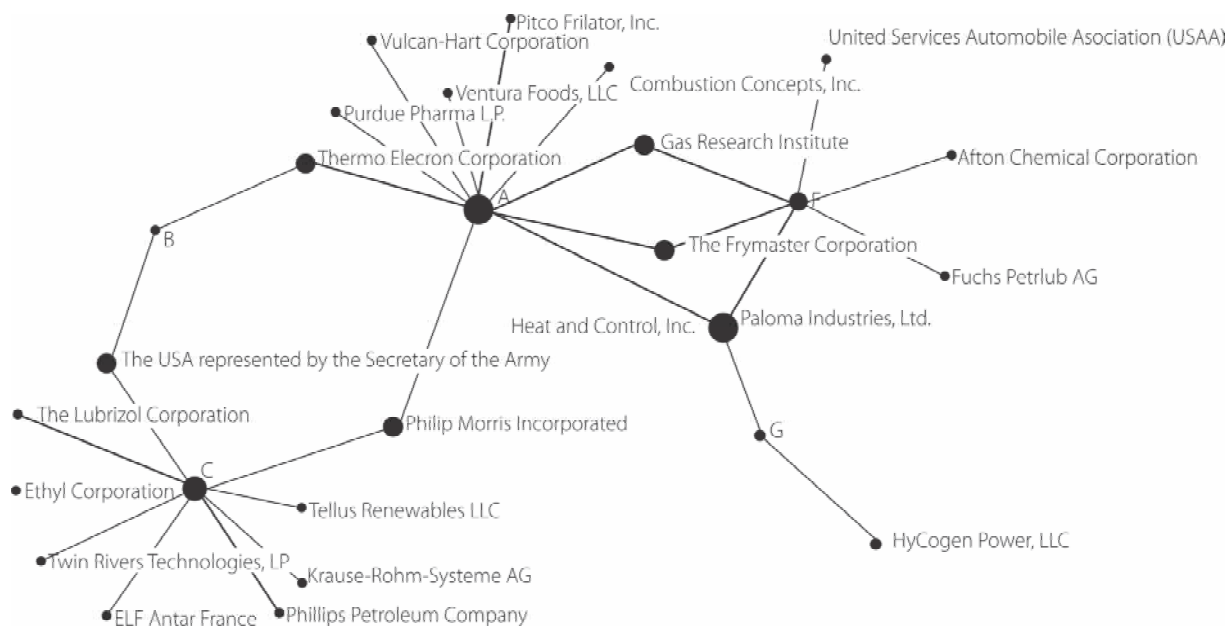 Pitco Frilator, Inc.
Vulcan-Hart Corporation
United Services Automobile Asociation (USAA)
Combustion Concepts, Inc.
Ventura Foods, LLC
Purdue Pharma L.P.
Gas Research Institute
Thermo Elecron Corporation
Afton Chemical Corporation
A
F
B
The Frymaster Corporation
Fuchs Petrlub AG
Heat and Control, Inc.
Paloma Industries, Ltd.
The USA represented by the Secretary of the Army
The Lubrizol Corporation
Philip Morris Incorporated
G
C
Ethyl Corporation
Tellus Renewables LLC
HyCogen Power, LLC
Twin Rivers Technologies, LP
Krause-Rohm-Systeme AG
ELF Antar France
Phillips Petroleum Company